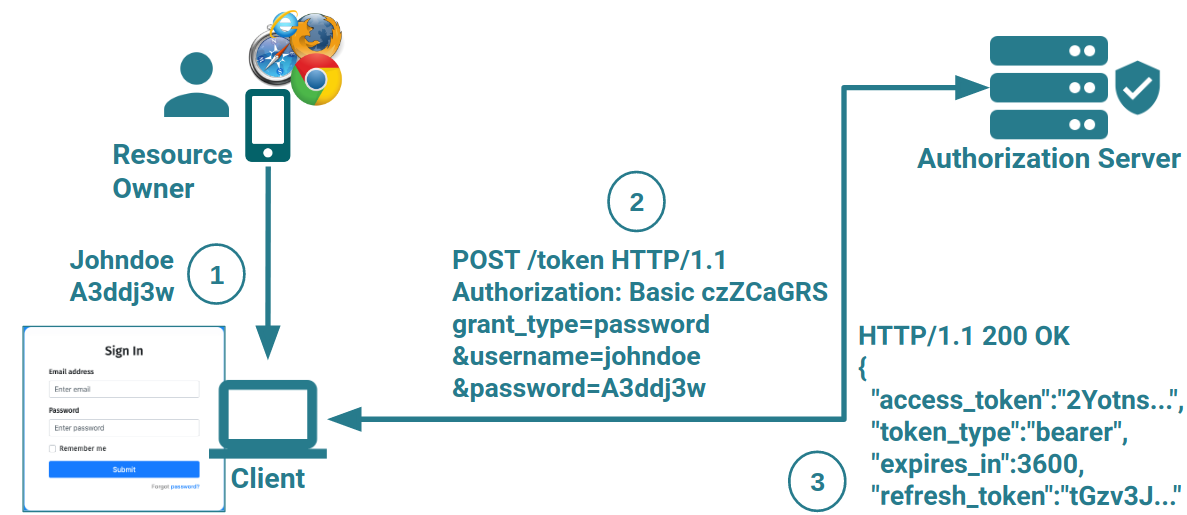 Resource
Owner
Johndoe
A3ddj3w
1
Sign In
Email address
Enter email
Password
Enter password
Remember me
Submit
Forgot password?
Client
2
POST /token HTTP/1.1
Authorization: Basic czZCaGRS
grant_type=password
&username=johndoe
&password=A3ddj3w
Authorization Server
3
HTTP/1.1 200 OK
{
"access_token":"2Yotns...",
"token_type":"bearer",
"expires_in":3600,
"refresh_token":"tGzv3J..."